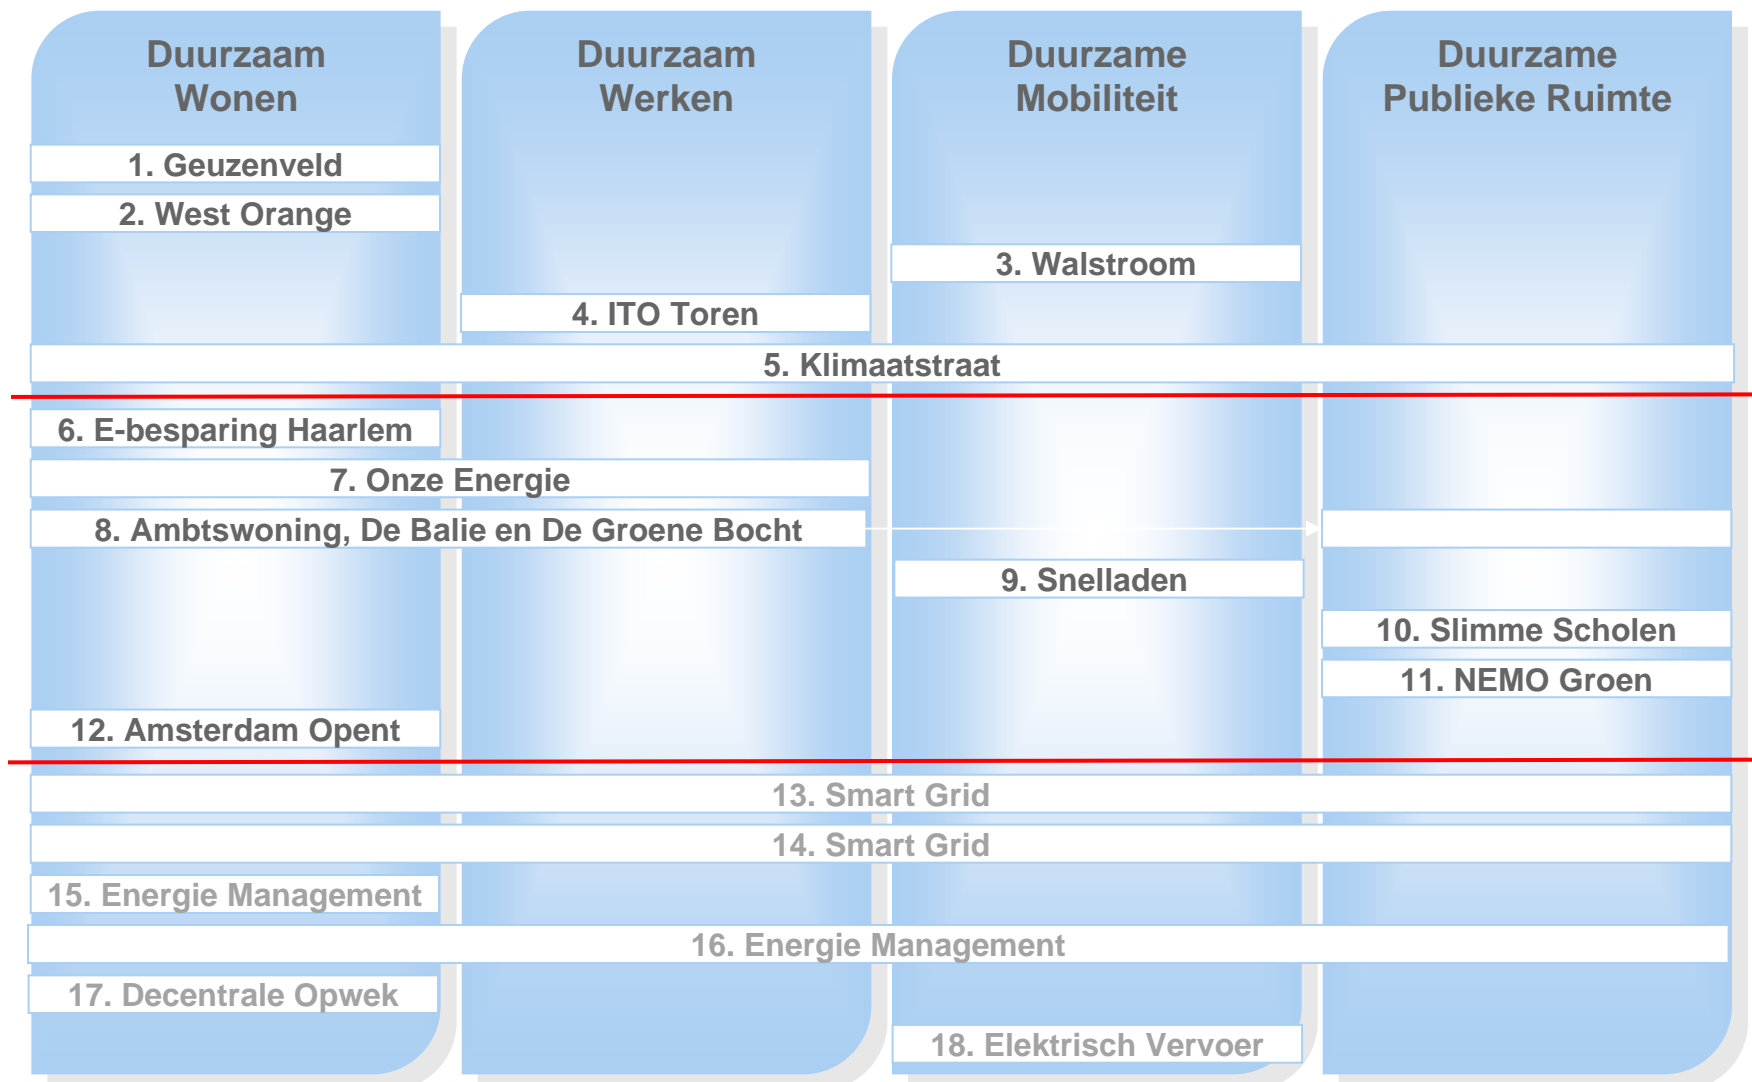 Duurzaam
Wonen
Duurzaam
Werken
Duurzame
Mobiliteit
Duurzame
Publieke Ruimte
1. Geuzenveld
2. West Orange
3. Walstroom
4. ITO Toren
5. Klimaatstraat
6. E-besparing Haarlem
7. Onze Energie
8. Ambtswoning, De Balie en De Groene Bocht
9. Snelladen
10. Slimme Scholen
11. NEMO Groen
12. Amsterdam Opent
13. Smart Grid
14. Smart Grid
15. Energie Management
16. Energie Management
17. Decentrale Opwek
18. Elektrisch Vervoer